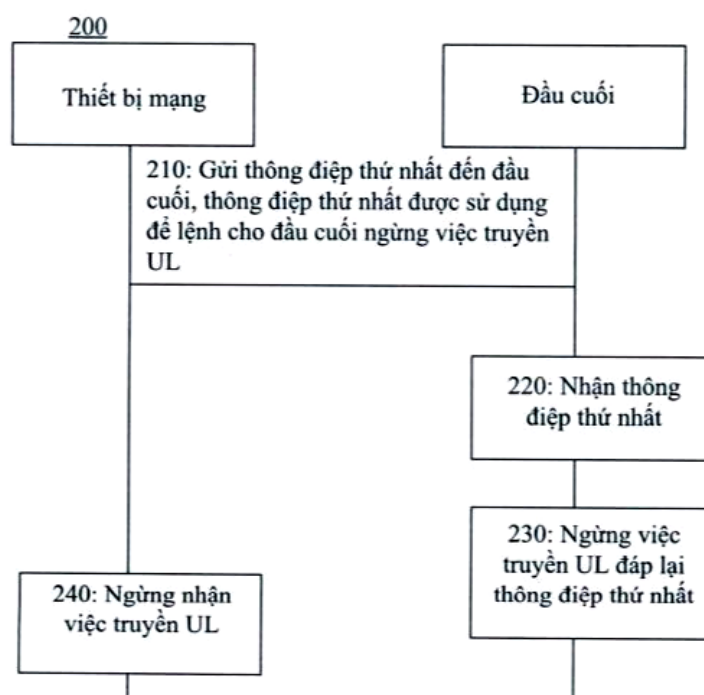 200
Thiết bị mạng
Đầu cuối
210: Gửi thông điệp thứ nhất đến đầu
cuối, thông điệp thứ nhất được sử dụng
để lệnh cho đầu cuối ngừng việc truyền
UL
220: Nhận thông
điệp thứ nhất
230: Ngừng việc
truyền UL đáp lại
thông điệp thứ nhất
240: Ngừng nhận
việc truyền UL